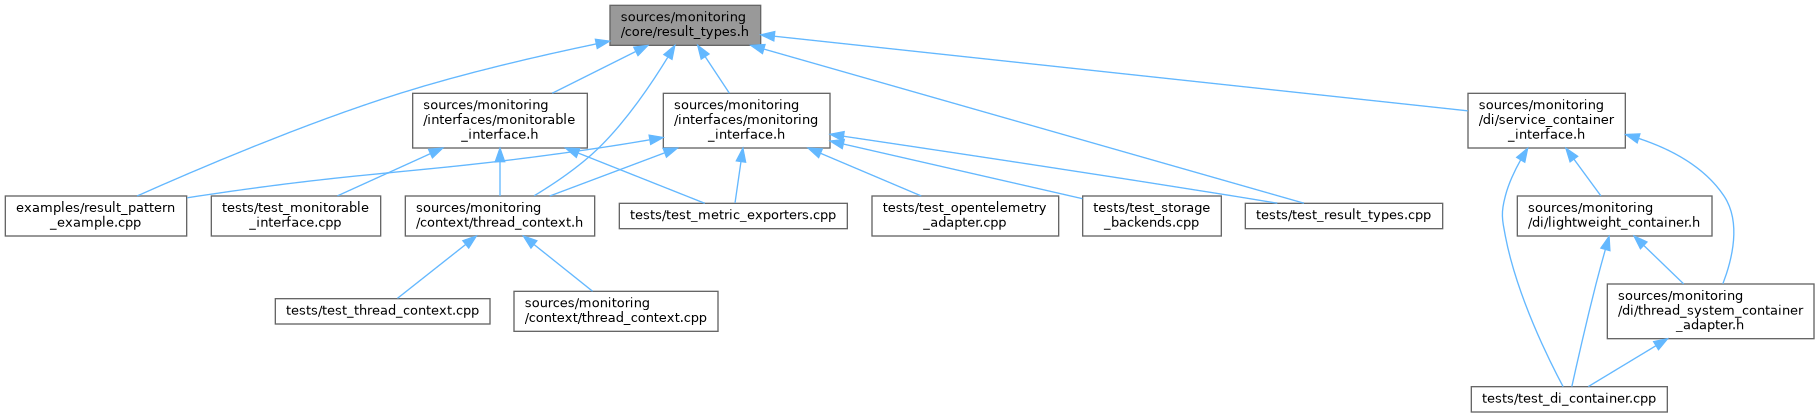 sources/monitoring
/core/result_types.h
sources/monitoring
/interfaces/monitorable
_interface.h
sources/monitoring
/interfaces/monitoring
_interface.h
sources/monitoring
/di/service_container
_interface.h
examples/result_pattern
_example.cpp
tests/test_monitorable
_interface.cpp
sources/monitoring
/context/thread_context.h
tests/test_metric_exporters.cpp
tests/test_opentelemetry
_adapter.cpp
tests/test_storage
_backends.cpp
tests/test_result_types.cpp
sources/monitoring
/di/lightweight_container.h
tests/test_thread_context.cpp
sources/monitoring
/context/thread_context.cpp
sources/monitoring
/di/thread_system_container
_adapter.h
tests/test_di_container.cpp